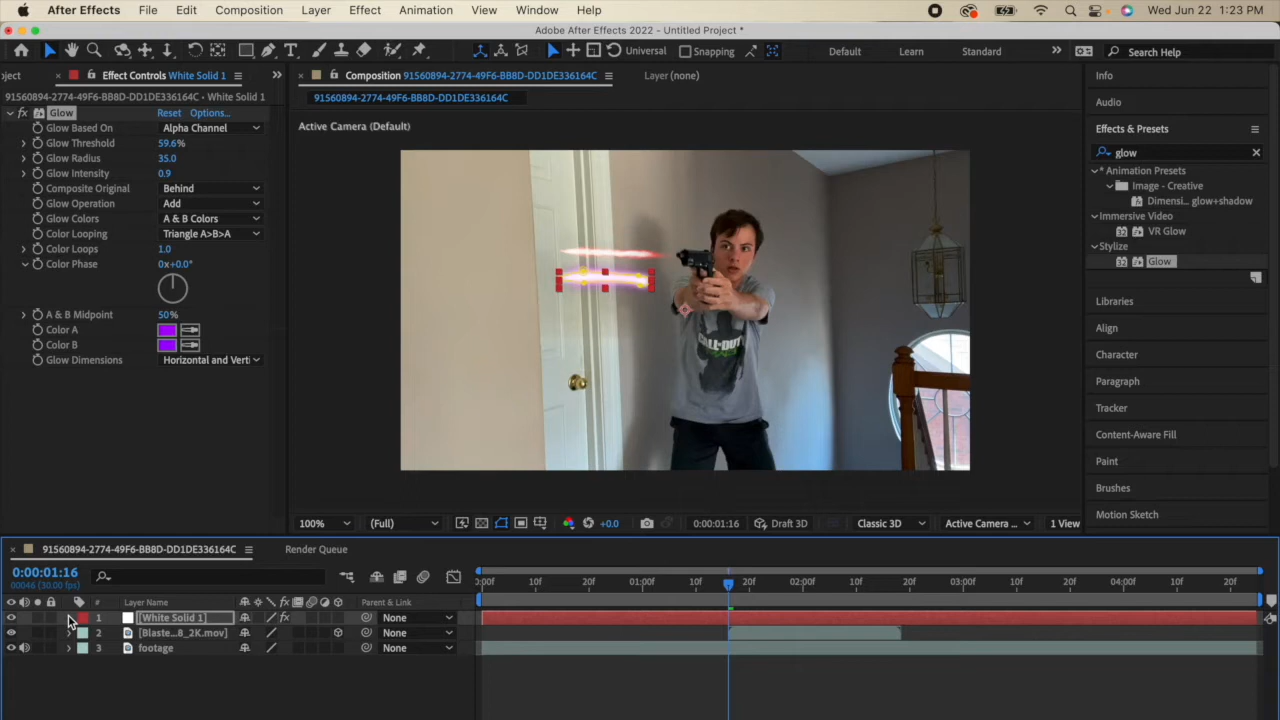 After Effects File Edit Composition Layer Effect Animation View Window Help Wed Jun 22 1:23 PM
Adobe After Effects 2022 - Untitled Project *
Universal Snapping Default Learn Standard Search Help
oject Effect Controls White Solid 1 Composition 91560894-2774-49F6-BB8D-DD1DE336164C Layer (none) Info
91560894-2774-49F6-BB8D-DD1DE336164C • White Solid 1 91560894-2774-49F6-BB8D-DD1DE336164C
Audio
fx Glow Reset Options...
Active Camera (Default)
Glow Based On Alpha Channel Effects & Presets
Glow Threshold 59.6%
glow
Glow Radius 35.0
* Animation Presets
Glow Intensity 0.9
Image - Creative
Composite Original Behind
Dimensi... glow+shadow
Glow Operation Add
Immersive Video
Glow Colors A & B Colors
VR Glow
Color Looping Triangle A>B>A
Stylize
Color Loops 1.0
Glow
Color Phase 0x+0.0°
Libraries
A & B Midpoint 50%
Align
Color A
Color B
Character
Glow Dimensions Horizontal and Verti
Paragraph
Tracker
Content-Aware Fill
Paint
Brushes
Motion Sketch
CALL OF DUTY
100% (Full) +0.0 0:00:01:16 Draft 3D Classic 3D Active Camera ... 1 View
91560894-2774-49F6-BB8D-DD1DE336164C Render Queue
0:00:01:16
00046 (30.00 fps)
:00f 10f 20f 01:00f 10f 20f 02:00f 10f 20f 03:00f 10f 20f 04:00f 10f 20f
# Layer Name fx Parent & Link
1 [White Solid 1] fx None
2 [Blaste...8_2K.mov] None
3 footage None